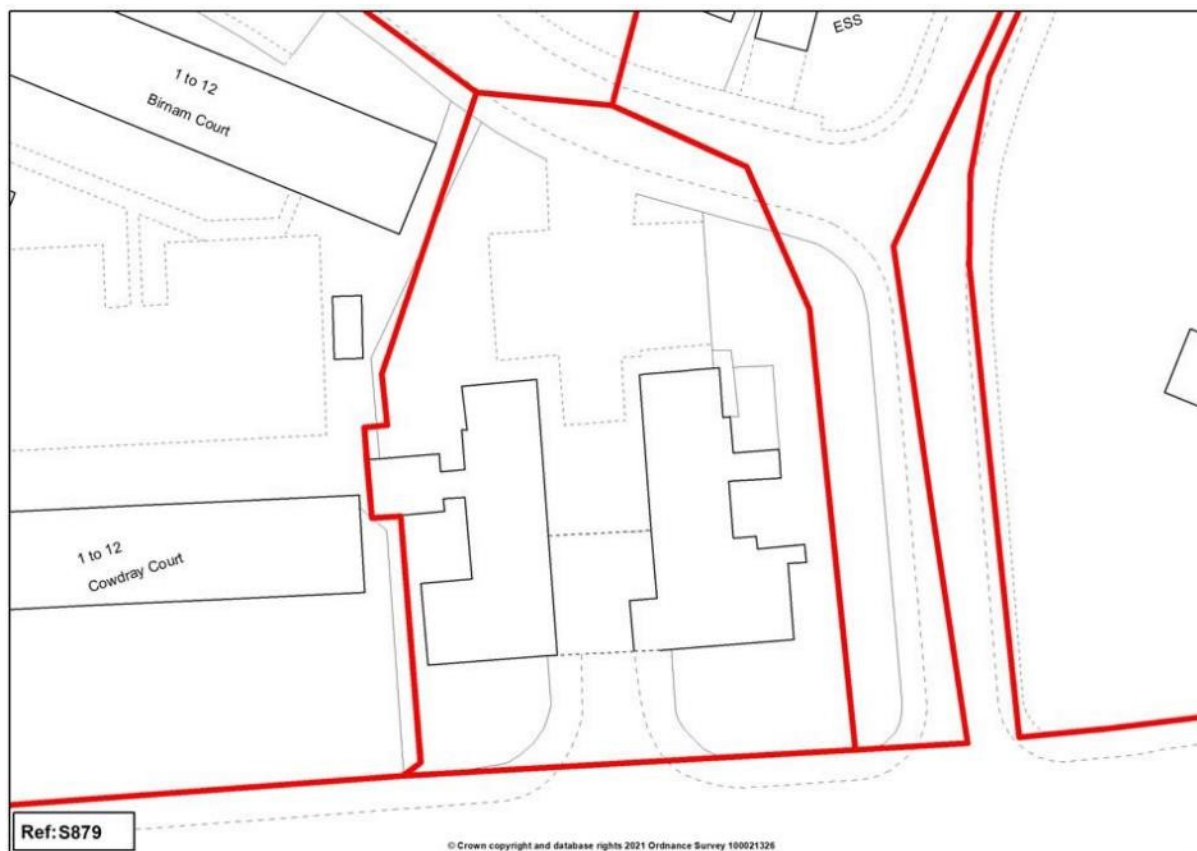 ESS
1 to 12
Birnam Court
1 to 12
Cowdray Court
Ref:S879
© Crown copyright and database rights 2021 Ordnance Survey 100021326